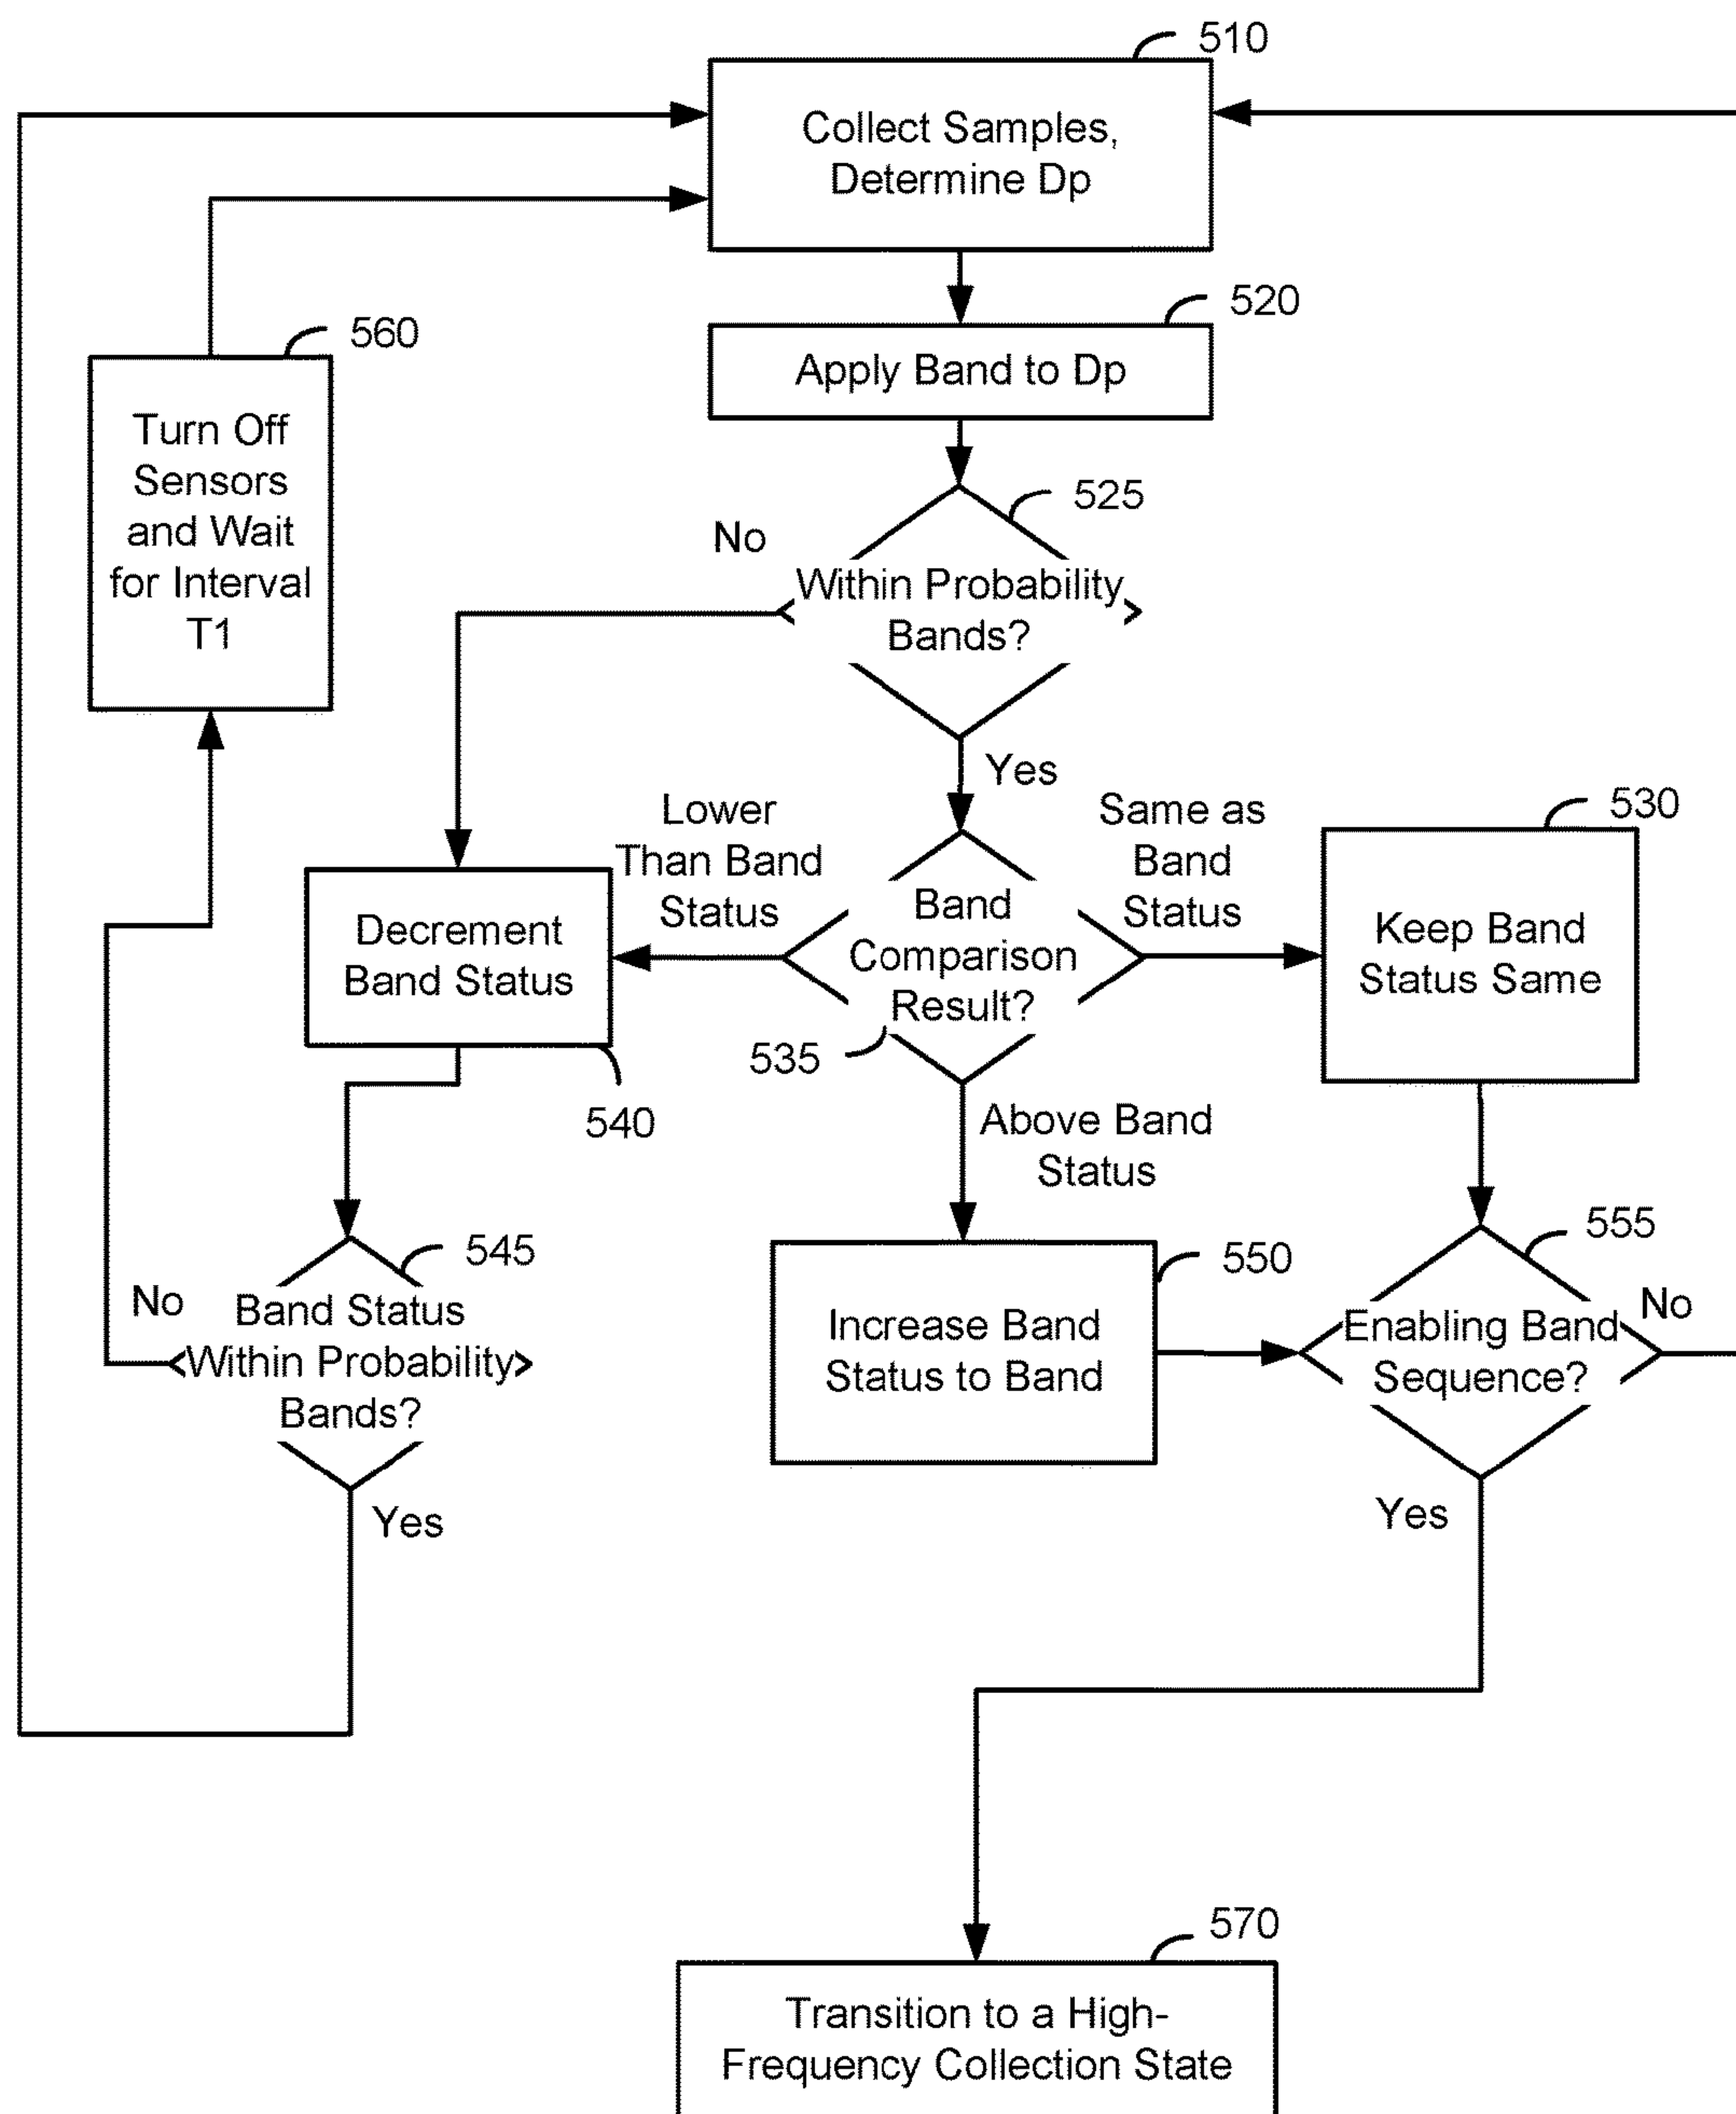 510
Collect Samples,
Determine Dp
520
Apply Band to Dp
560
Turn Off
Sensors
and Wait
for Interval
T1
525
No
Within Probability
Bands?
Yes
Lower
Than Band
Status
Same as
Band
Status
530
Keep Band
Status Same
Decrement
Band Status
540
Band
Comparison
Result?
535
Above Band
Status
545
No
Band Status
Within Probability
Bands?
Yes
550
Increase Band
Status to Band
555
Enabling Band
Sequence?
No
Yes
570
Transition to a High-
Frequency Collection State